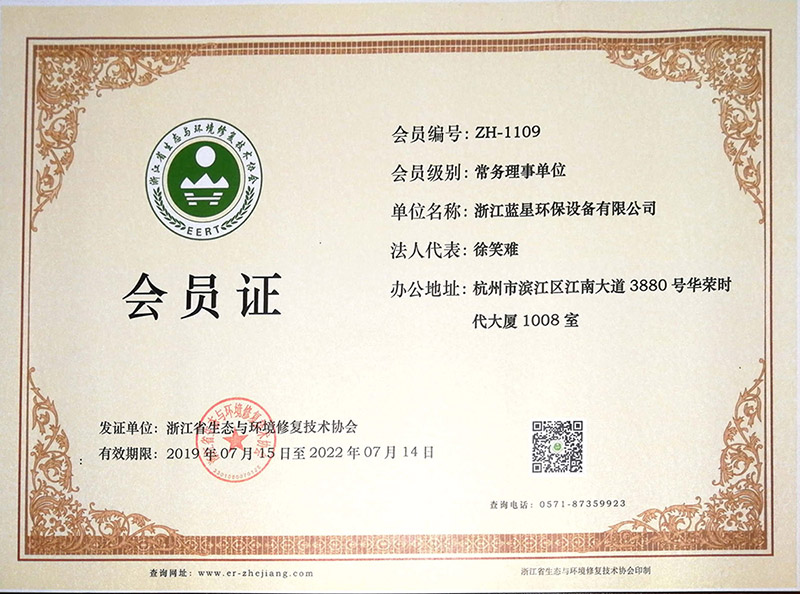 浙江省生态与环境修复技术协会
EERT
会员证
会员编号: ZH-1109
会员级别: 常务理事单位
单位名称: 浙江蓝星环保设备有限公司
法人代表: 徐笑难
办公地址: 杭州市滨江区江南大道 3880 号华荣时
代大厦 1008 室
发证单位: 浙江省生态与环境修复技术协会
有效期限: 2019 年 07 月 15 日至 2022 年 07 月 14 日
查询电话: 0571-87359923
查询网址: www.er-zhejiang.com
浙江省生态与环境修复技术协会印制